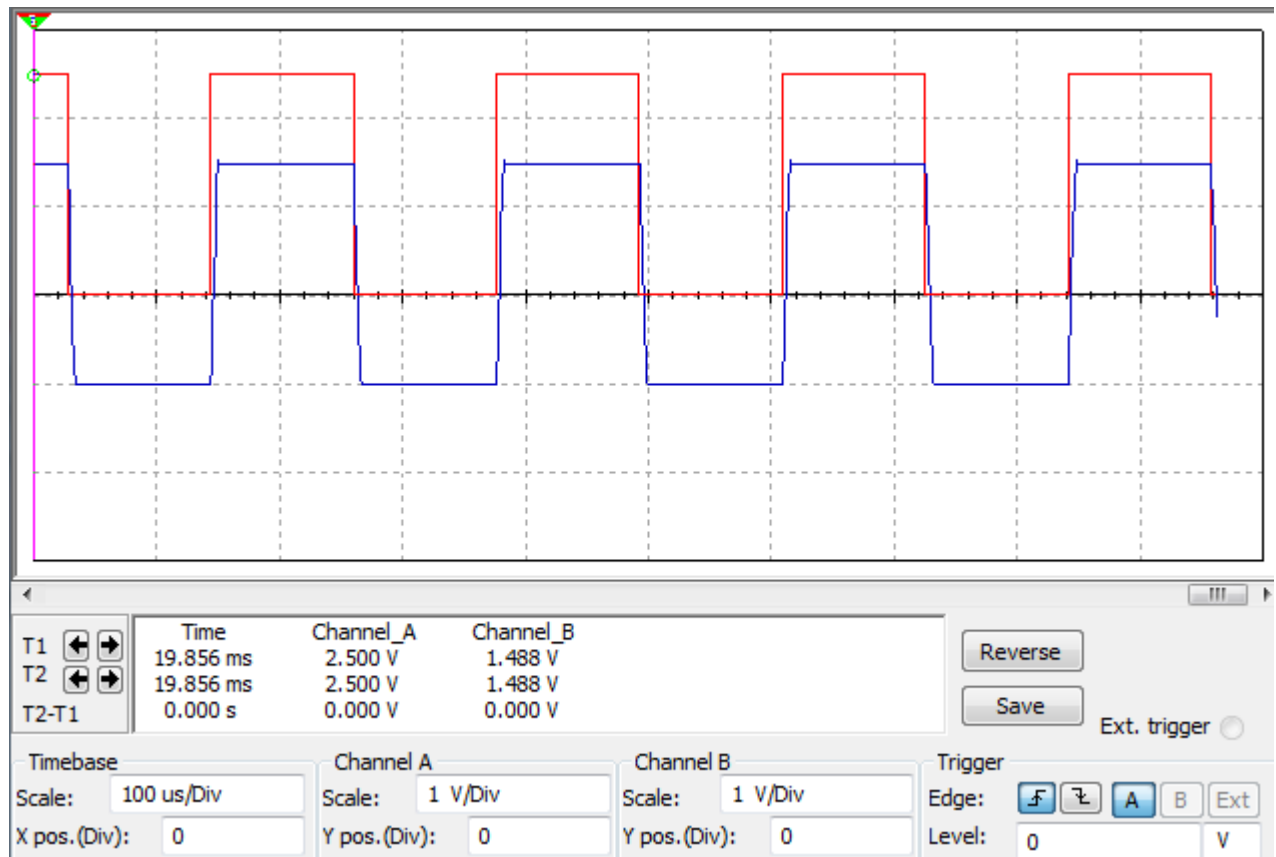 Time Channel_A Channel_B
T1 19.856 ms 2.500 V 1.488 V
T2 19.856 ms 2.500 V 1.488 V
T2-T1 0.000 s 0.000 V 0.000 V
Reverse
Save
Ext. trigger
Timebase
Scale: 100 us/Div
X pos.(Div): 0
Channel A
Scale: 1 V/Div
Y pos.(Div): 0
Channel B
Scale: 1 V/Div
Y pos.(Div): 0
Trigger
Edge: A B Ext
Level: 0 V